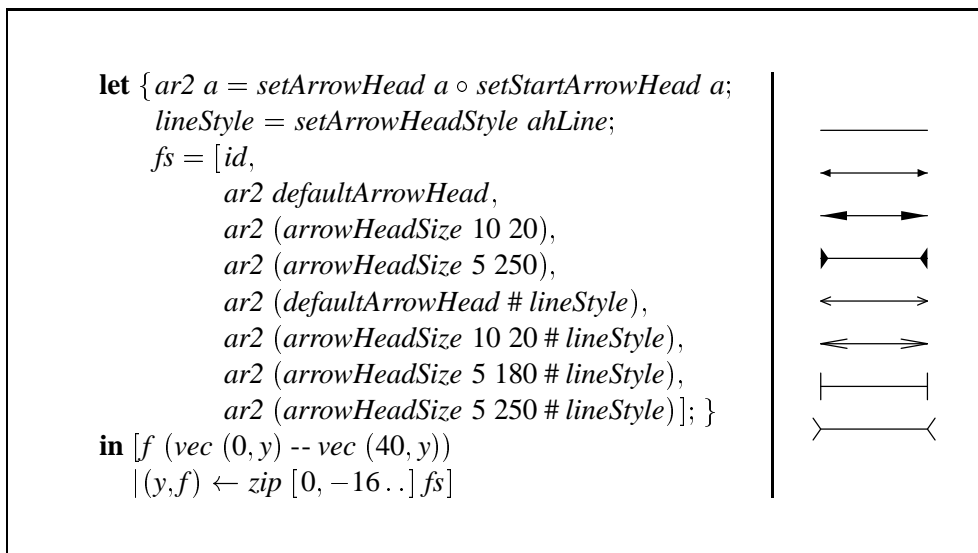 let {ar2 a = setArrowHead a ∘ setStartArrowHead a;
lineStyle = setArrowHeadStyle ahLine;
fs = [id,
ar2 defaultArrowHead,
ar2 (arrowHeadSize 10 20),
ar2 (arrowHeadSize 5 250),
ar2 (defaultArrowHead # lineStyle),
ar2 (arrowHeadSize 10 20 # lineStyle),
ar2 (arrowHeadSize 5 180 # lineStyle),
ar2 (arrowHeadSize 5 250 # lineStyle)]; }
in [f (vec (0, y) -- vec (40, y))
|(y,f) ← zip [0, −16 . .] fs]